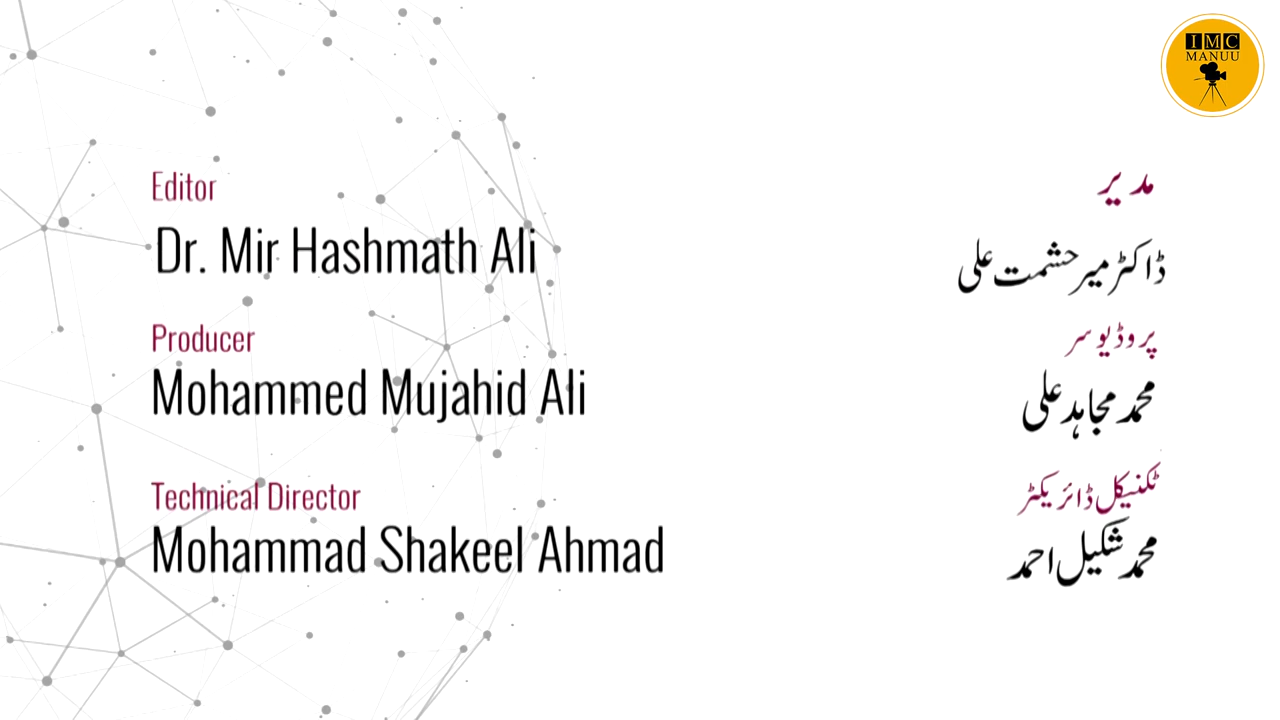 IMC
MANUU
Editor
مدیر
Dr. Mir Hashmath Ali
ڈاکٹر میر حشمت علی
Producer
پروڈیوسر
Mohammed Mujahid Ali
محمد مجاہد علی
Technical Director
ٹکنیکل ڈائریکٹر
Mohammad Shakeel Ahmad
محمد شکیل احمد